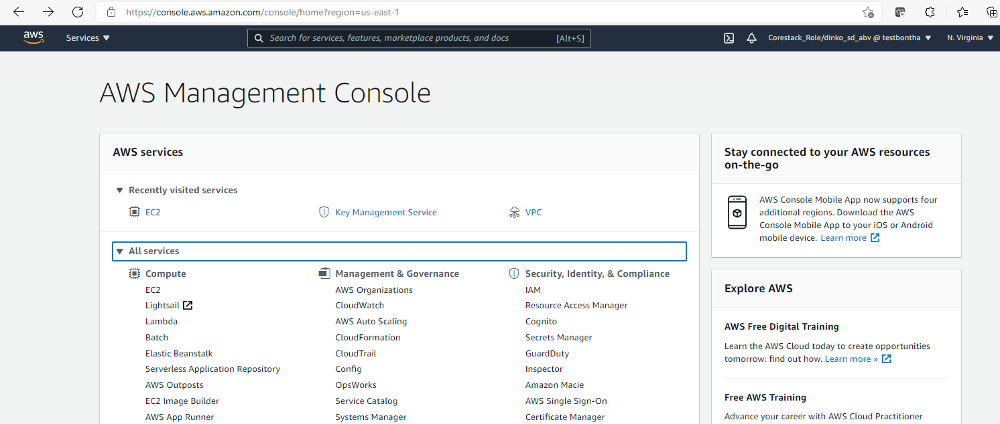 https://console.aws.amazon.com/console/home?region=us-east-1
aws
Services
Search for services, features, marketplace products, and docs
[Alt+S]
Corestack_Role/dinko_sd_abv @ testbontha
N. Virginia
AWS Management Console
AWS services
Recently visited services
EC2
Key Management Service
VPC
All services
Compute
EC2
Lightsail
Lambda
Batch
Elastic Beanstalk
Serverless Application Repository
AWS Outposts
EC2 Image Builder
AWS App Runner
Management & Governance
AWS Organizations
CloudWatch
AWS Auto Scaling
CloudFormation
CloudTrail
Config
OpsWorks
Service Catalog
Systems Manager
Security, Identity, & Compliance
IAM
Resource Access Manager
Cognito
Secrets Manager
GuardDuty
Inspector
Amazon Macie
AWS Single Sign-On
Certificate Manager
Stay connected to your AWS resources
on-the-go
AWS Console Mobile App now supports four
additional regions. Download the AWS
Console Mobile App to your iOS or Android
mobile device. Learn more
Explore AWS
AWS Free Digital Training
Learn the AWS Cloud today to create opportunities
tomorrow: find out how. Learn more »
Free AWS Training
Advance your career with AWS Cloud Practitioner